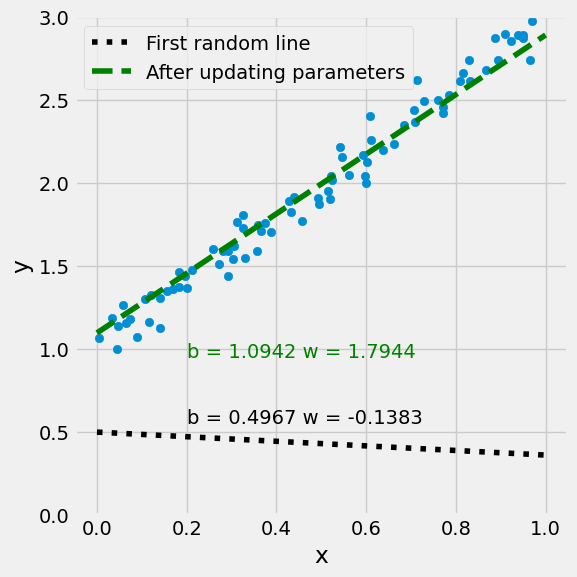 First random line
After updating parameters
3.0
2.5
2.0
1.5
1.0
0.5
0.0
y
b = 1.0942 w = 1.7944
b = 0.4967 w = -0.1383
0.0 0.2 0.4 0.6 0.8 1.0
x